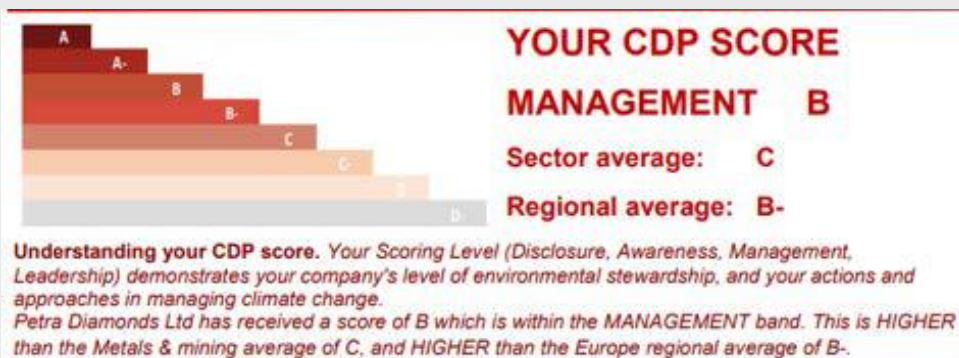 A
A-
B
B-
C
C-
D
D-
YOUR CDP SCORE
MANAGEMENT B
Sector average: C
Regional average: B-
Understanding your CDP score. Your Scoring Level (Disclosure, Awareness, Management,
Leadership) demonstrates your company's level of environmental stewardship, and your actions and
approaches in managing climate change.
Petra Diamonds Ltd has received a score of B which is within the MANAGEMENT band. This is HIGHER
than the Metals & mining average of C, and HIGHER than the Europe regional average of B-.